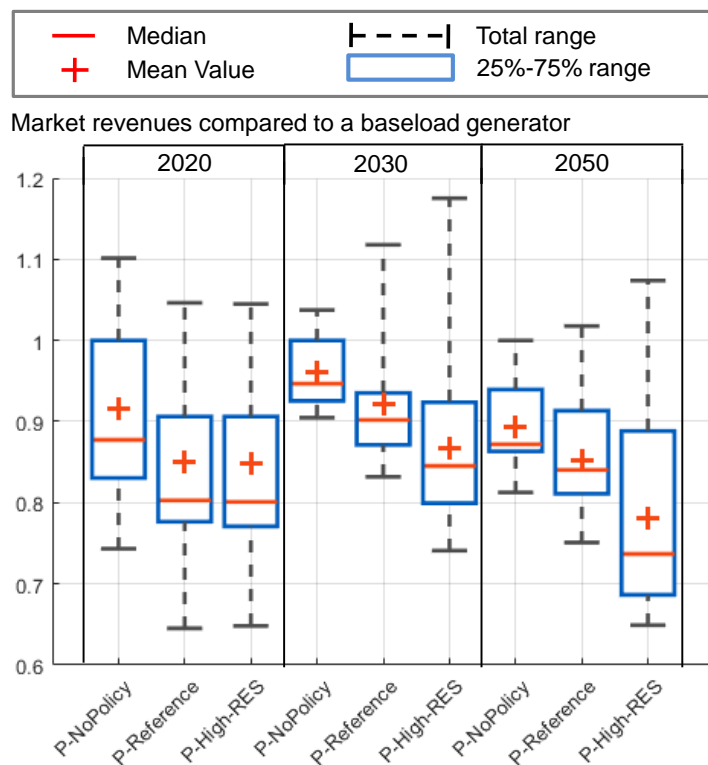 Median
Total range
Mean Value
25%-75% range
Market revenues compared to a baseload generator
2020 2030 2050
1.2
1.1
1
0.9
0.8
0.7
0.6
P-NoPolicy P-Reference P-High-RES P-NoPolicy P-Reference P-High-RES P-NoPolicy P-Reference P-High-RES